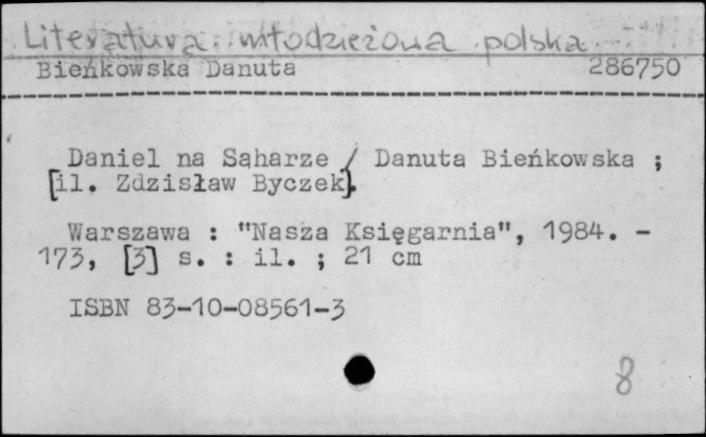 Literatura młodzieżowa polska
Bieńkowska Danuta 286750
Daniel na Sąharze / Danuta Bieńkowska ;
[il. Zdzisław Byczek].
Warszawa : "Nasza Księgarnia", 1984. -
173, [3] s. : il. ; 21 cm
ISBN 83-10-08561-3
8